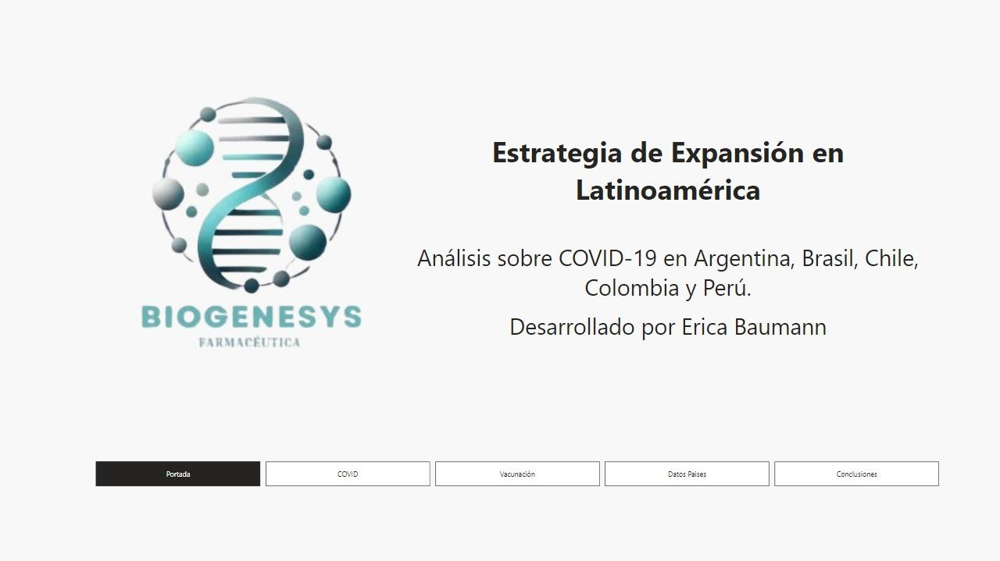 BIOGENESYS
FARMACÉUTICA
Estrategia de Expansión en
Latinoamérica
Análisis sobre COVID-19 en Argentina, Brasil, Chile,
Colombia y Perú.
Desarrollado por Erica Baumann
Portada
COVID
Vacunación
Datos Paises
Conclusiones